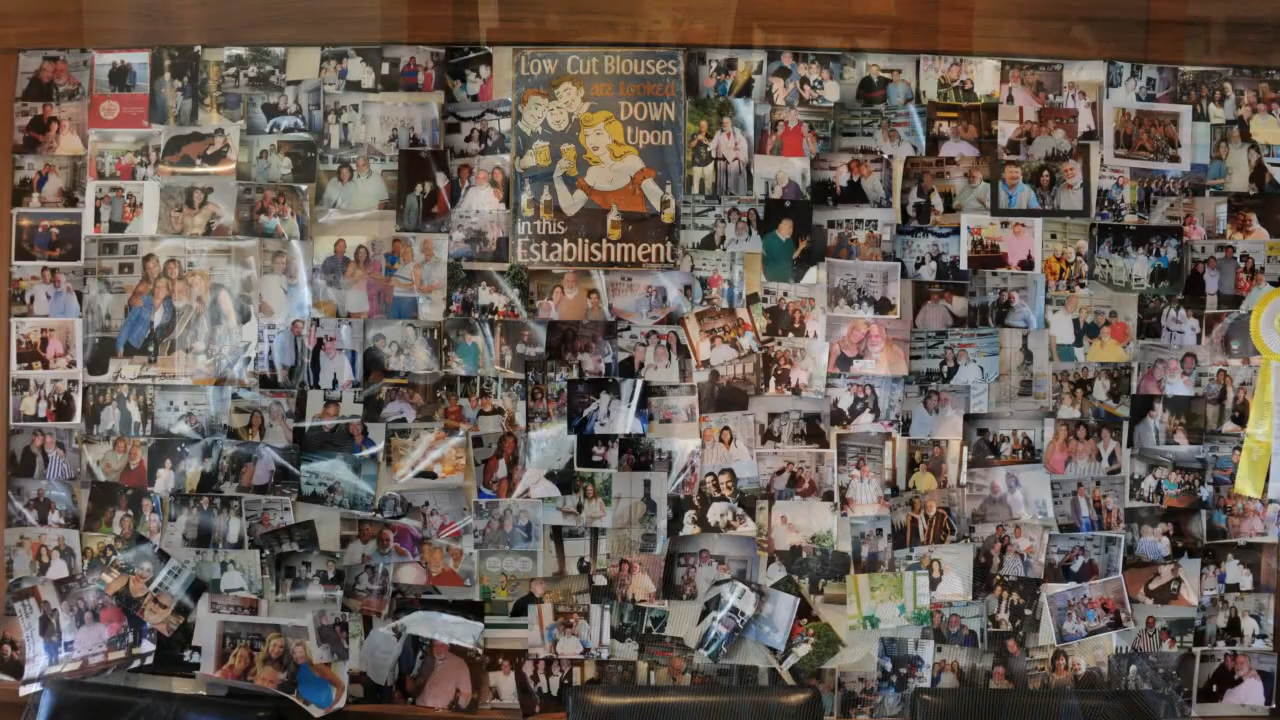 Low Cut Blouses
are looked
DOWN
Upon
in this
Establishment